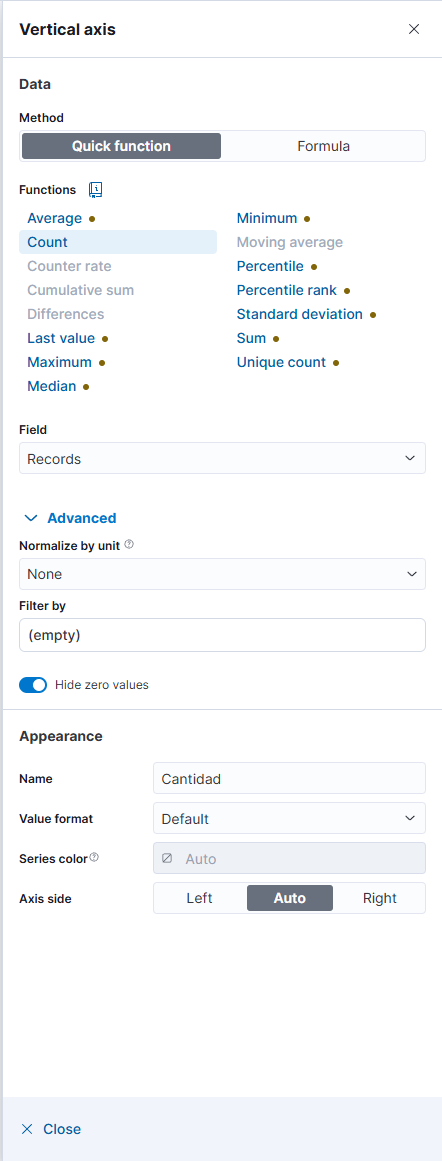 Vertical axis
Data
Method
Quick function
Formula
Functions
Average
Count
Counter rate
Cumulative sum
Differences
Last value
Maximum
Median
Minimum
Moving average
Percentile
Percentile rank
Standard deviation
Sum
Unique count
Field
Records
Advanced
Normalize by unit
None
Filter by
(empty)
Hide zero values
Appearance
Name
Cantidad
Value format
Default
Series color
Auto
Axis side
Left
Auto
Right
Close